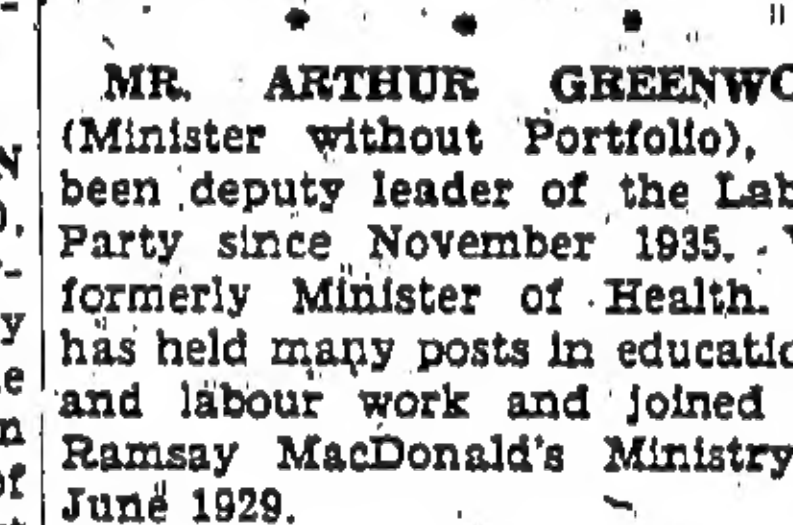 MR. ARTHUR GREENWO
(Minister without Portfolio),
been deputy leader of the Lab
Party since November 1935.
formerly Minister of Health.
has held many posts in educatio
and labour work and joined
Ramsay MacDonald's Ministry
June 1929.